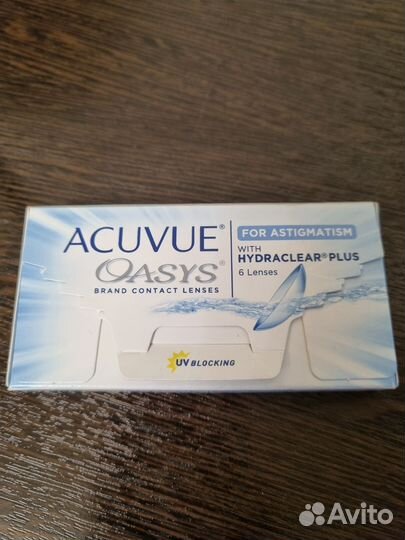 ACUVUE®
OASYS®
BRAND CONTACT LENSES
FOR ASTIGMATISM
WITH
HYDRACLEAR® PLUS
6 Lenses
UV BLOCKING
Avito